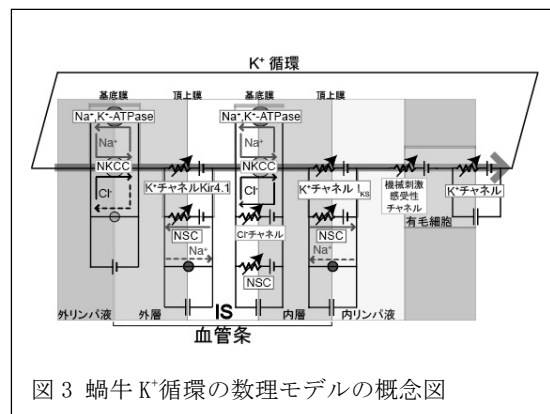 K⁺ 循環
基底膜
頂上膜
基底膜
頂上膜
Na⁺,K⁺-ATPase
Na⁺,K⁺-ATPase
Na⁺
Na⁺
NKCC
NKCC
Cl⁻
Cl⁻
K⁺チャネルKir4.1
K⁺チャネル IKS
機械刺激
感受性
チャネル
K⁺チャネル
有毛細胞
NSC
Cl⁻チャネル
NSC
Na⁺
Na⁺
NSC
外リンパ液
外層
IS
内層
内リンパ液
血管条
図 3 蝸牛 K⁺循環の数理モデルの概念図